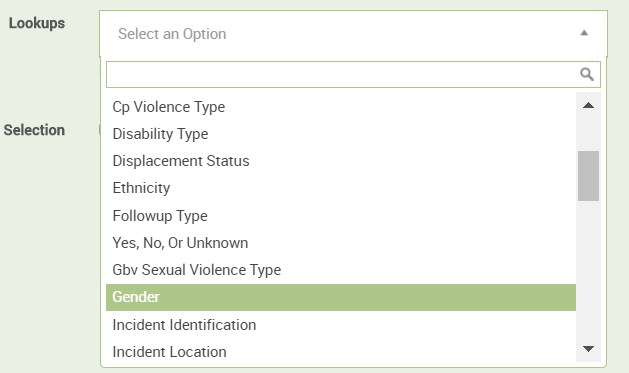 Lookups
Select an Option
Cp Violence Type
Disability Type
Selection
Displacement Status
Ethnicity
Followup Type
Yes, No, Or Unknown
Gbv Sexual Violence Type
Gender
Incident Identification
Incident Location